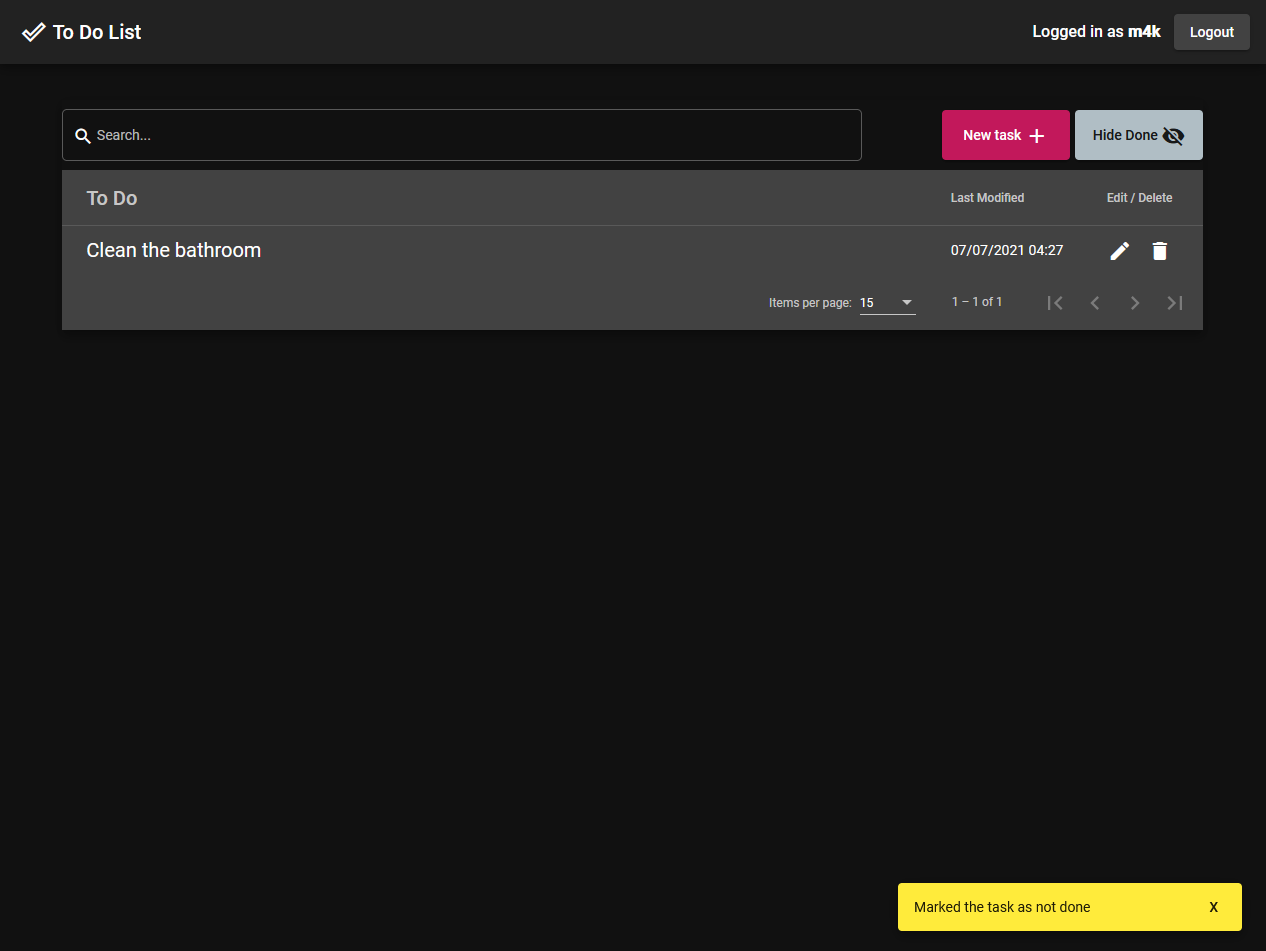 To Do List
Logged in as m4k
Logout
Search...
New task
Hide Done
To Do
Last Modified
Edit / Delete
Clean the bathroom
07/07/2021 04:27
Items per page: 15
1 – 1 of 1
Marked the task as not done
X